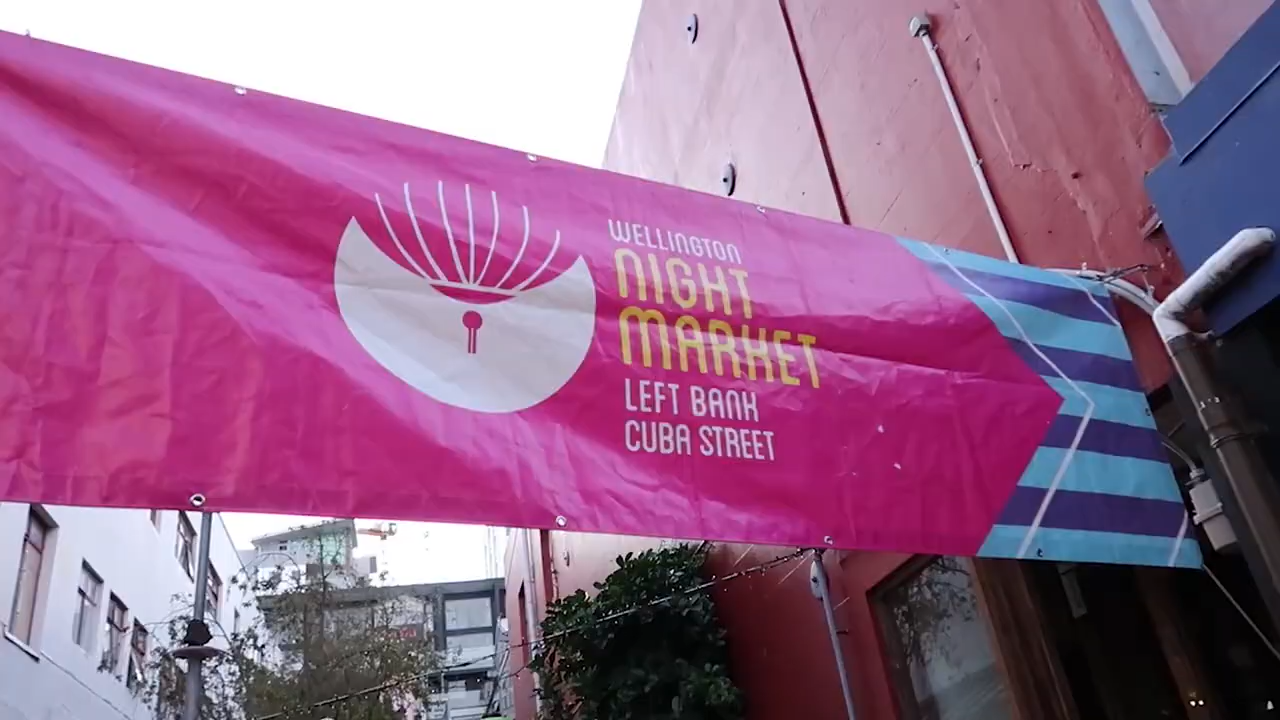 WELLINGTON
NIGHT
MARKET
LEFT BANK
CUBA STREET